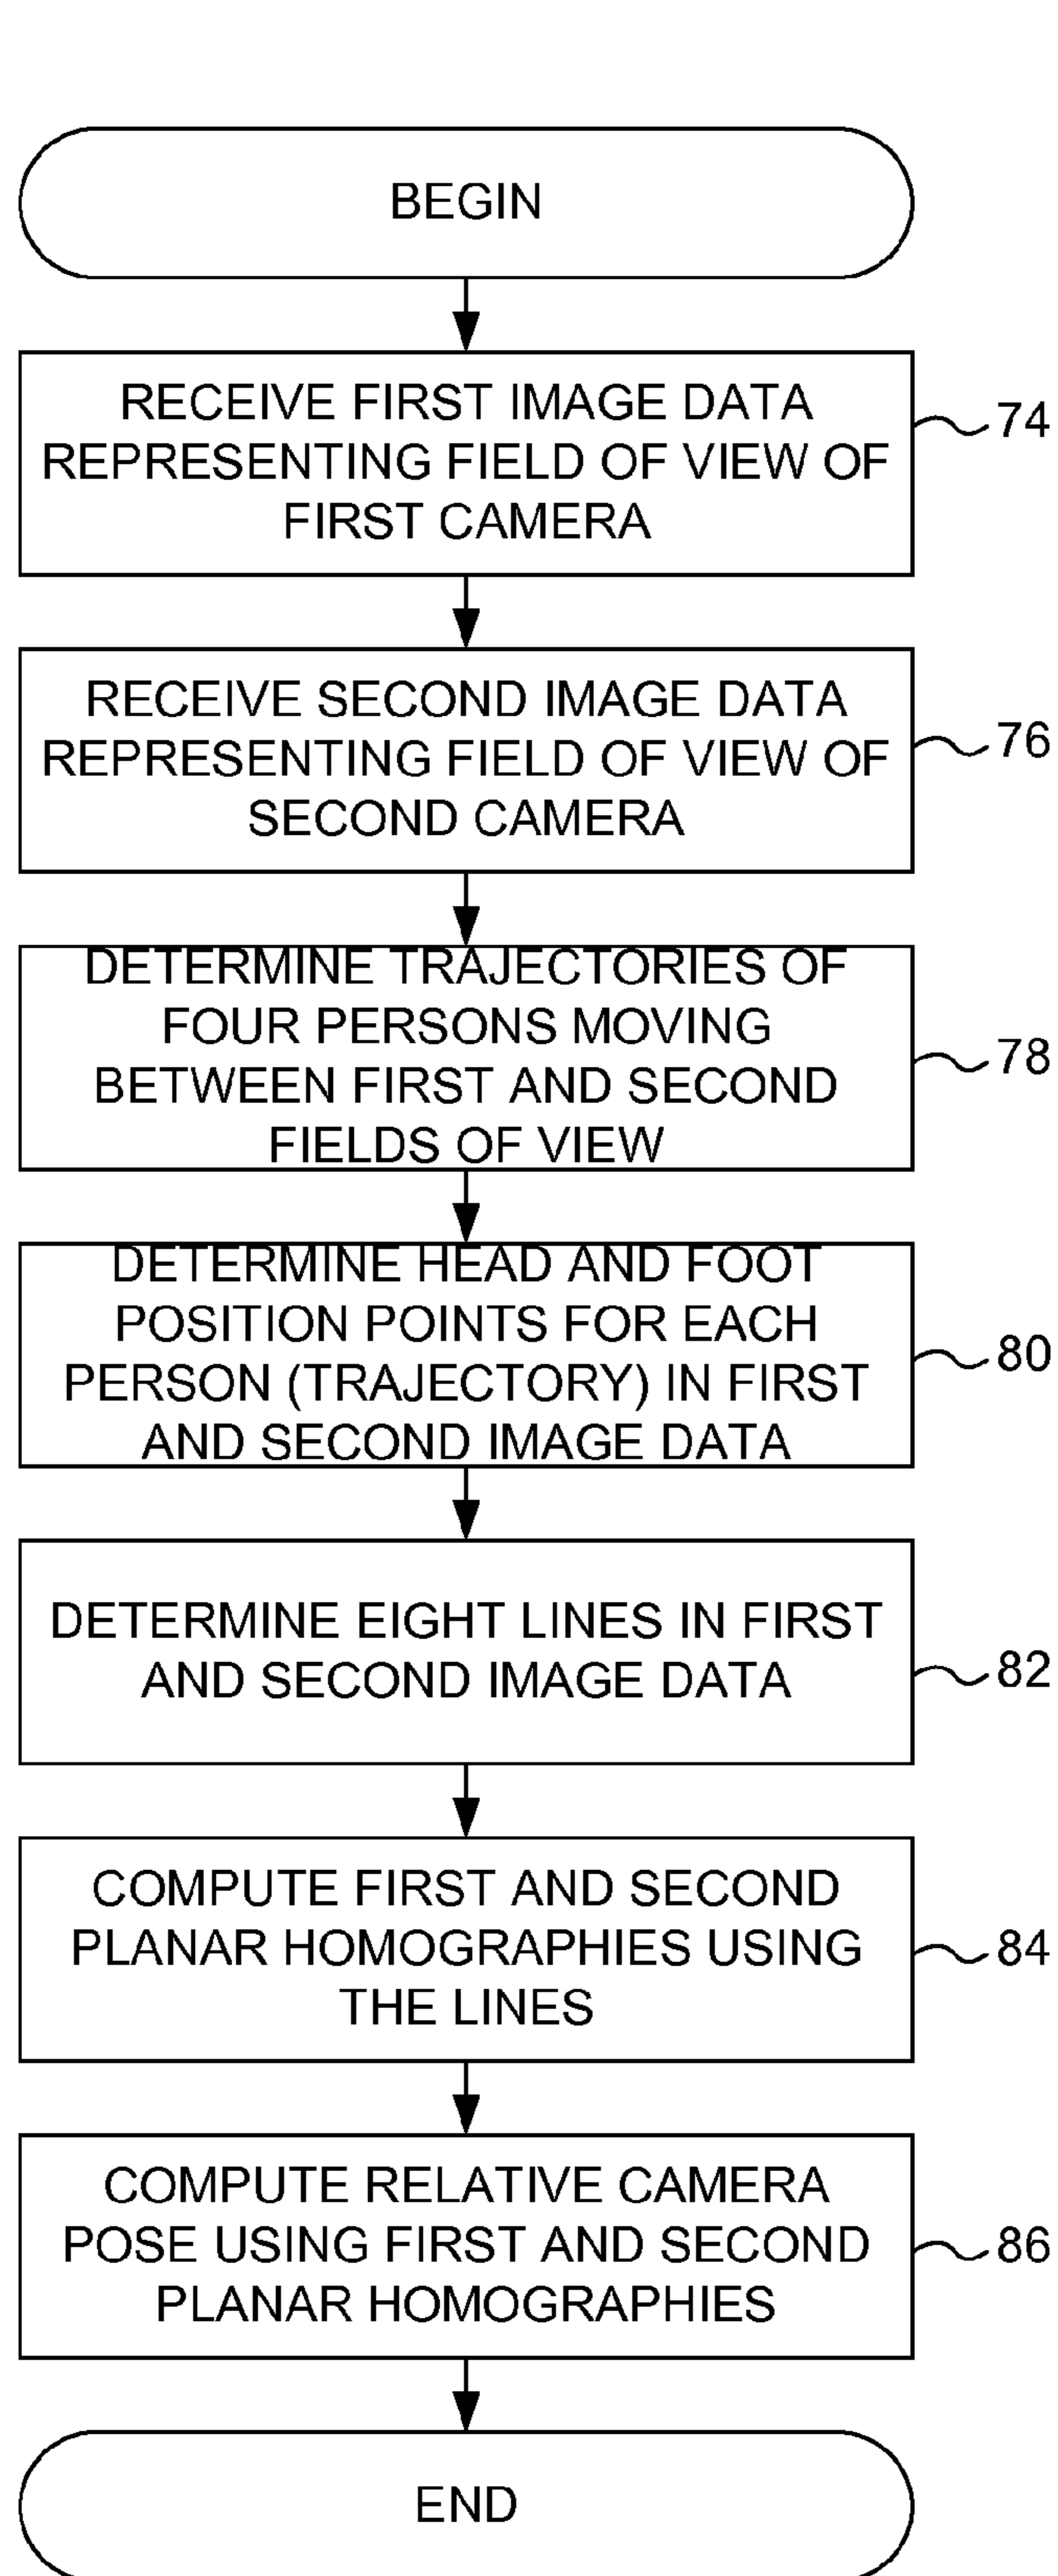 BEGIN
RECEIVE FIRST IMAGE DATA
REPRESENTING FIELD OF VIEW OF
FIRST CAMERA
74
RECEIVE SECOND IMAGE DATA
REPRESENTING FIELD OF VIEW OF
SECOND CAMERA
76
DETERMINE TRAJECTORIES OF
FOUR PERSONS MOVING
BETWEEN FIRST AND SECOND
FIELDS OF VIEW
78
DETERMINE HEAD AND FOOT
POSITION POINTS FOR EACH
PERSON (TRAJECTORY) IN FIRST
AND SECOND IMAGE DATA
80
DETERMINE EIGHT LINES IN FIRST
AND SECOND IMAGE DATA
82
COMPUTE FIRST AND SECOND
PLANAR HOMOGRAPHIES USING
THE LINES
84
COMPUTE RELATIVE CAMERA
POSE USING FIRST AND SECOND
PLANAR HOMOGRAPHIES
86
END